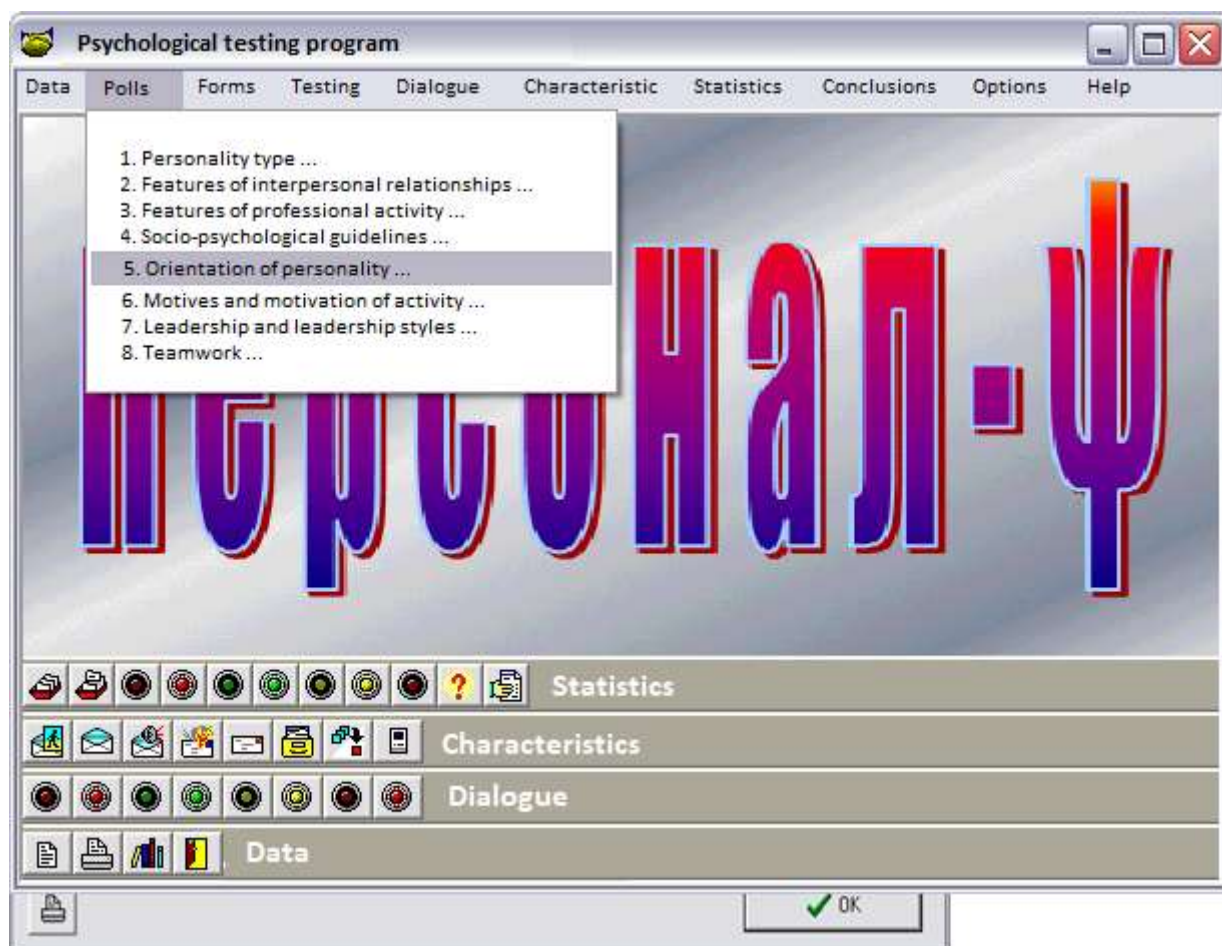 Psychological testing program
Data Polls Forms Testing Dialogue Characteristic Statistics Conclusions Options Help
1. Personality type ...
2. Features of interpersonal relationships ...
3. Features of professional activity ...
4. Socio-psychological guidelines ...
5. Orientation of personality ...
6. Motives and motivation of activity ...
7. Leadership and leadership styles ...
8. Teamwork ...
Персонал-Ψ
Statistics
Characteristics
Dialogue
Data
OK